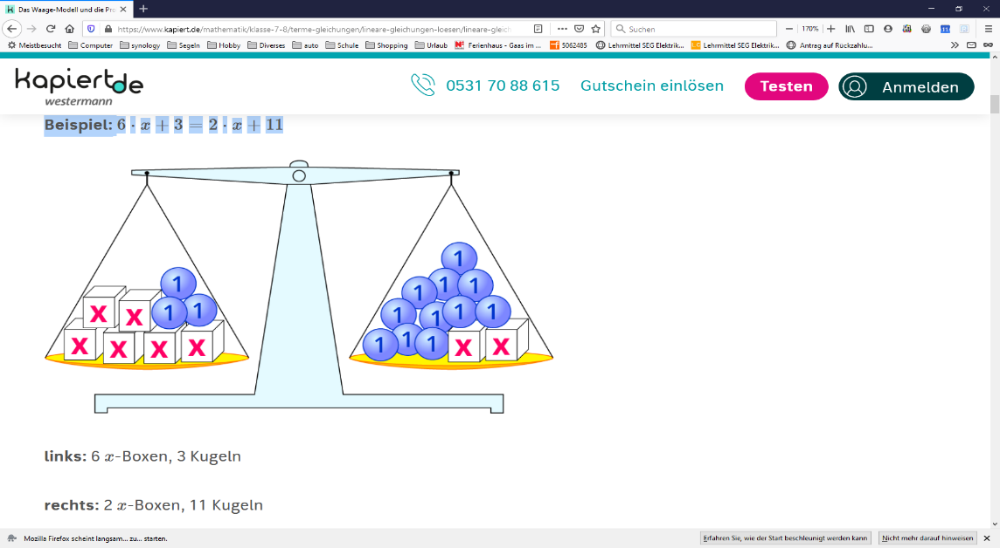 Das Waage-Modell und die Pro
https://www.kapiert.de/mathematik/klasse-7-8/terme-gleichungen/lineare-gleichungen-loesen/lineare-gleich
Suchen
170%
Meistbesucht Computer synology Segeln Hobby Diverses auto Schule Shopping Urlaub Ferienhaus - Gaas im ... 5062485 Lehrmittel SEG Elektrik... Lehrmittel SEG Elektrik... Antrag auf Rückzahlu...
kapiert.de
westermann
0531 70 88 615 Gutschein einlösen Testen Anmelden
Beispiel: 6 · x + 3 = 2 · x + 11
1
1
1 1 1
x x 1 1
1 1 1 1
x x x x
1 1 1 x x
links: 6 x-Boxen, 3 Kugeln
rechts: 2 x-Boxen, 11 Kugeln
Mozilla Firefox scheint langsam... zu... starten. Erfahren Sie, wie der Start beschleunigt werden kann Nicht mehr darauf hinweisen